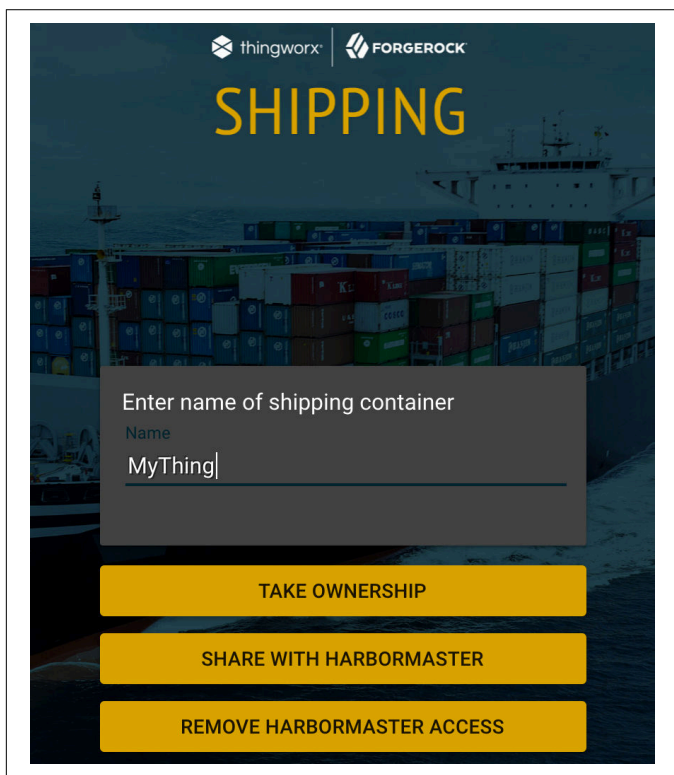 thingworx
FORGEROCK
SHIPPING
Enter name of shipping container
Name
MyThing
TAKE OWNERSHIP
SHARE WITH HARBORMASTER
REMOVE HARBORMASTER ACCESS